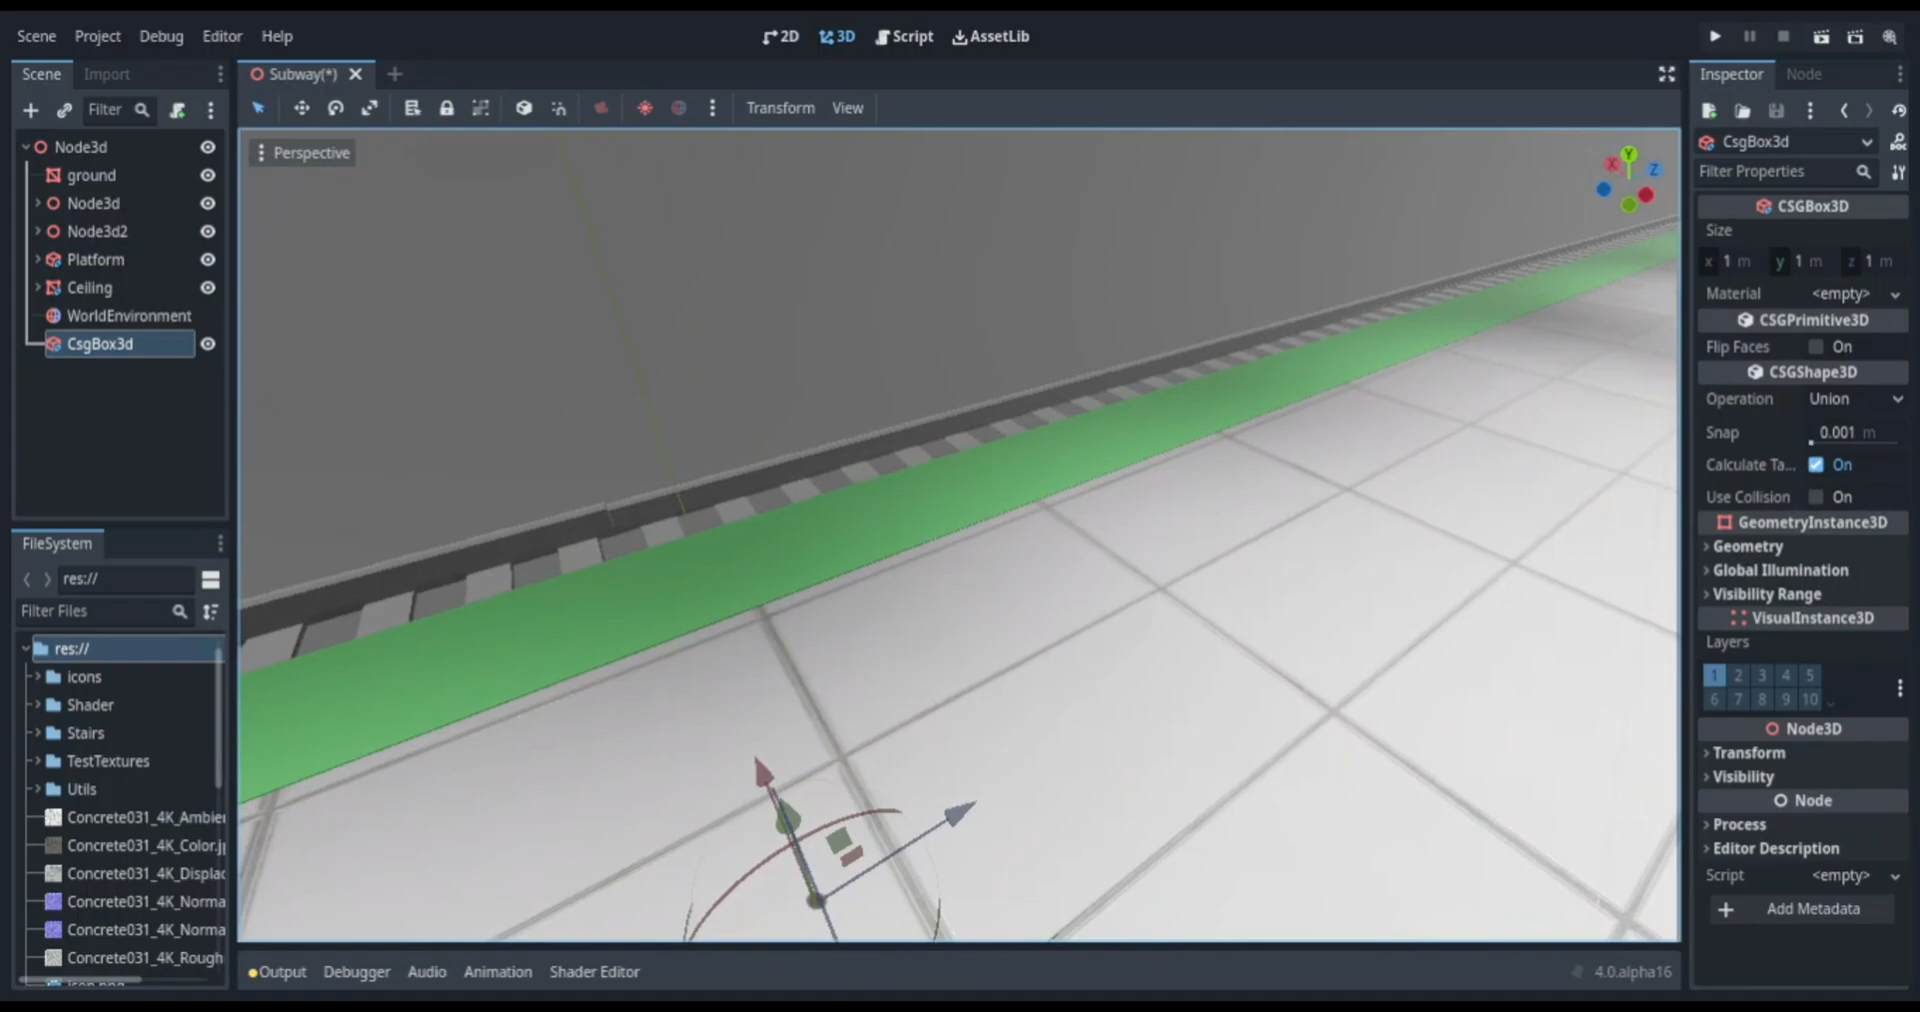 Scene Project Debug Editor Help
2D 3D Script AssetLib
Scene Import
Filter
Node3d
ground
Node3d
Node3d2
Platform
Ceiling
WorldEnvironment
CsgBox3d
FileSystem
res://
Filter Files
res://
icons
Shader
Stairs
TestTextures
Utils
Concrete031_4K_Ambie
Concrete031_4K_Color.j
Concrete031_4K_Displac
Concrete031_4K_Norma
Concrete031_4K_Norma
Concrete031_4K_Rough
Subway(*)
Transform View
Perspective
X Y Z
Output Debugger Audio Animation Shader Editor
4.0.alpha16
Inspector Node
CsgBox3d
Filter Properties
CSGBox3D
Size
x 1 m y 1 m z 1 m
Material <empty>
CSGPrimitive3D
Flip Faces On
CSGShape3D
Operation Union
Snap 0.001 m
Calculate Ta... On
Use Collision On
GeometryInstance3D
Geometry
Global Illumination
Visibility Range
VisualInstance3D
Layers
1 2 3 4 5
6 7 8 9 10
Node3D
Transform
Visibility
Node
Process
Editor Description
Script <empty>
Add Metadata